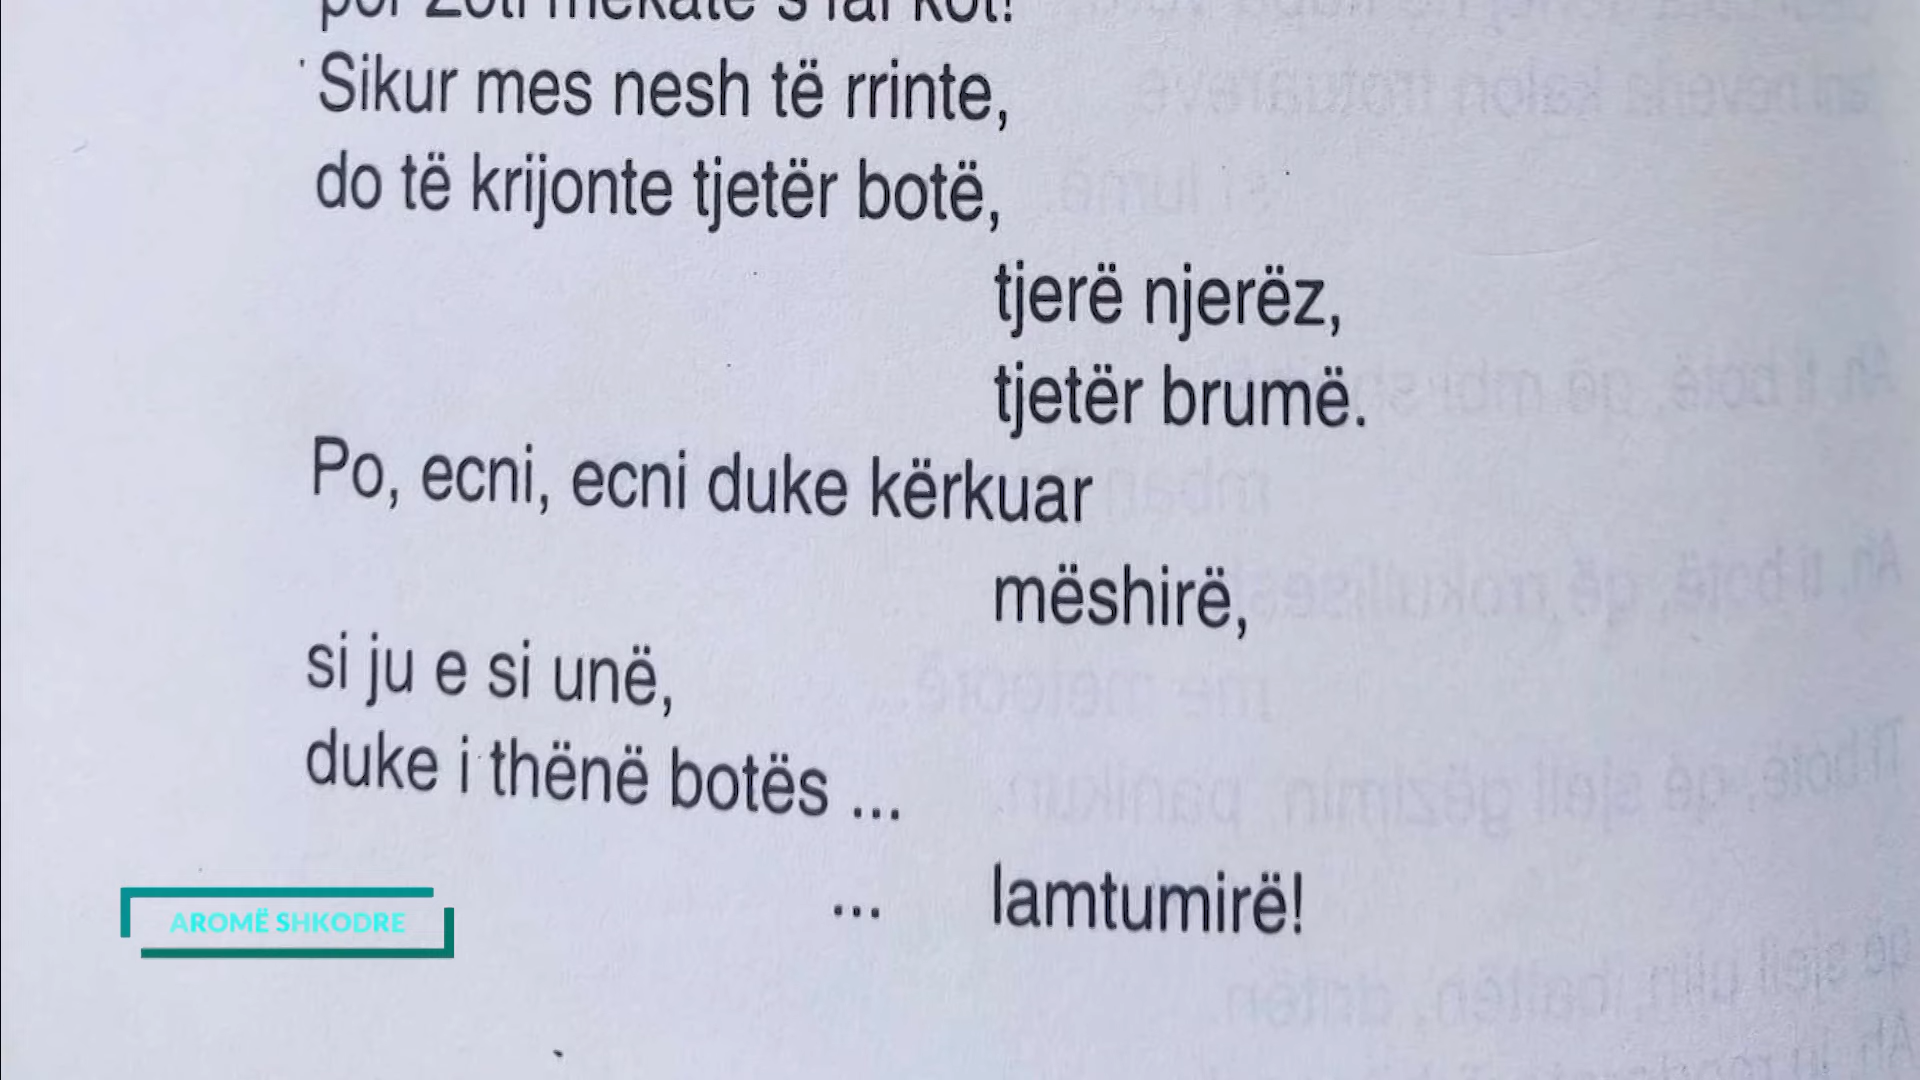 Sikur mes nesh të rrinte,
do të krijonte tjetër botë,
tjerë njerëz,
tjetër brumë.
Po, ecni, ecni duke kërkuar
mëshirë,
si ju e si unë,
duke i thënë botës ...
... lamtumirë!
AROMË SHKODRE